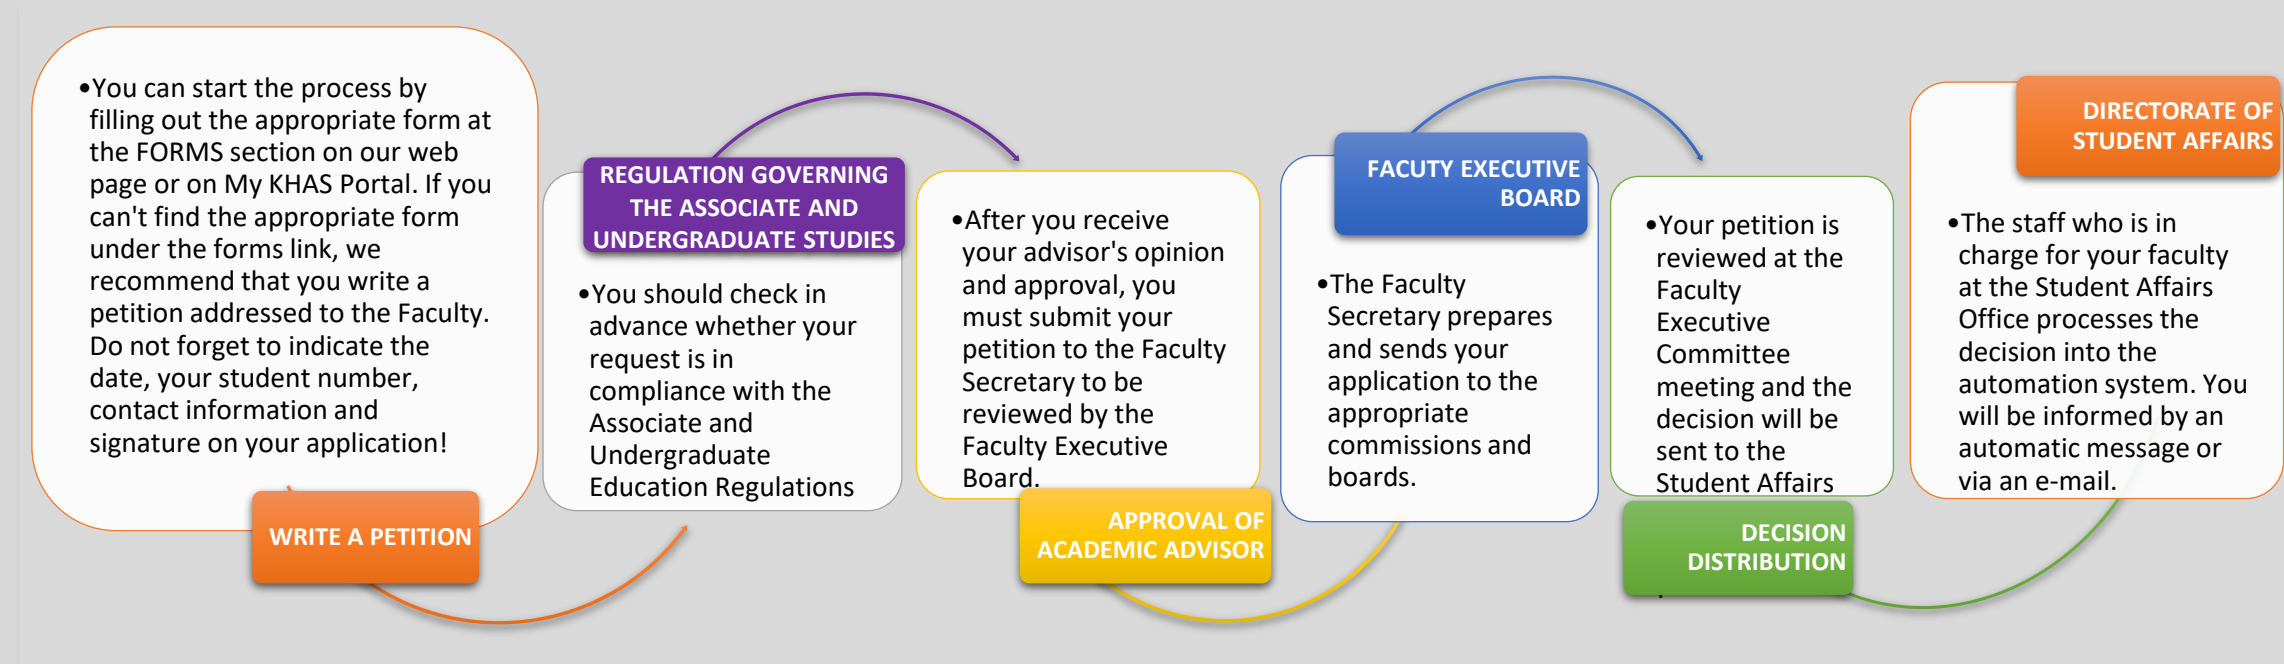 •You can start the process by
filling out the appropriate form at
the FORMS section on our web
page or on My KHAS Portal. If you
can't find the appropriate form
under the forms link, we
recommend that you write a
petition addressed to the Faculty.
Do not forget to indicate the
date, your student number,
contact information and
signature on your application!
WRITE A PETITION
REGULATION GOVERNING
THE ASSOCIATE AND
UNDERGRADUATE STUDIES
•You should check in
advance whether your
request is in
compliance with the
Associate and
Undergraduate
Education Regulations
•After you receive
your advisor's opinion
and approval, you
must submit your
petition to the Faculty
Secretary to be
reviewed by the
Faculty Executive
Board.
APPROVAL OF
ACADEMIC ADVISOR
FACUTY EXECUTIVE
BOARD
•The Faculty
Secretary prepares
and sends your
application to the
appropriate
commissions and
boards.
•Your petition is
reviewed at the
Faculty
Executive
Committee
meeting and the
decision will be
sent to the
Student Affairs
DECISION
DISTRIBUTION
DIRECTORATE OF
STUDENT AFFAIRS
•The staff who is in
charge for your faculty
at the Student Affairs
Office processes the
decision into the
automation system. You
will be informed by an
automatic message or
via an e-mail.